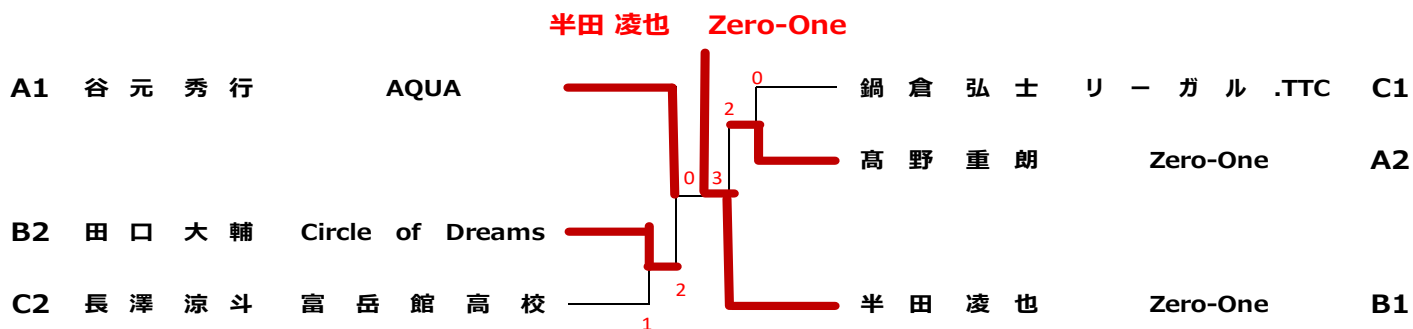 半田 凌也 Zero-One
A1 谷元秀行 AQUA
0 鍋倉弘士 リーガル.TTC C1
2
髙野重朗 Zero-One A2
0 3
B2 田口大輔 Circle of Dreams
C2 長澤涼斗 富岳館高校
2
1
半田凌也 Zero-One B1